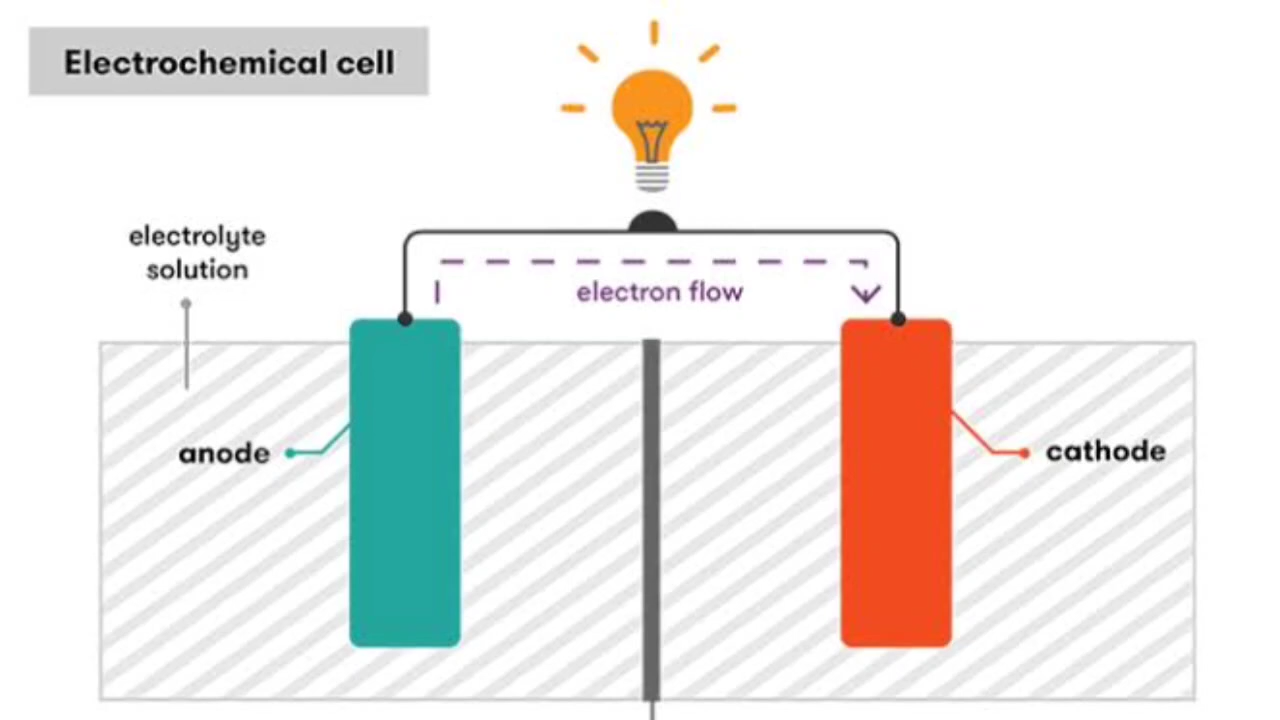 Electrochemical cell
electrolyte
solution
electron flow
anode
cathode